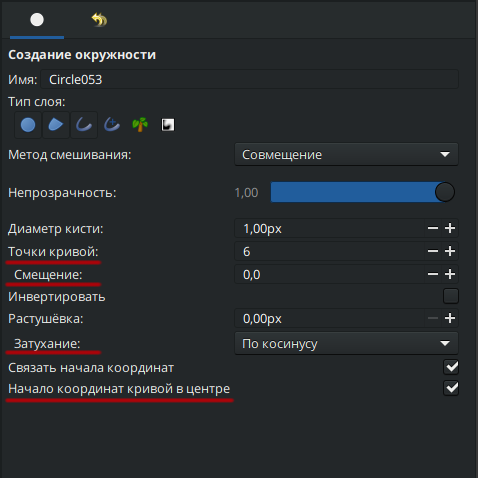 Создание окружности
Имя: Circle053
Тип слоя:
Метод смешивания: Совмещение
Непрозрачность: 1,00
Диаметр кисти: 1,00px
Точки кривой: 6
Смещение: 0,0
Инвертировать
Растушёвка: 0,00px
Затухание: По косинусу
Связать начала координат
Начало координат кривой в центре